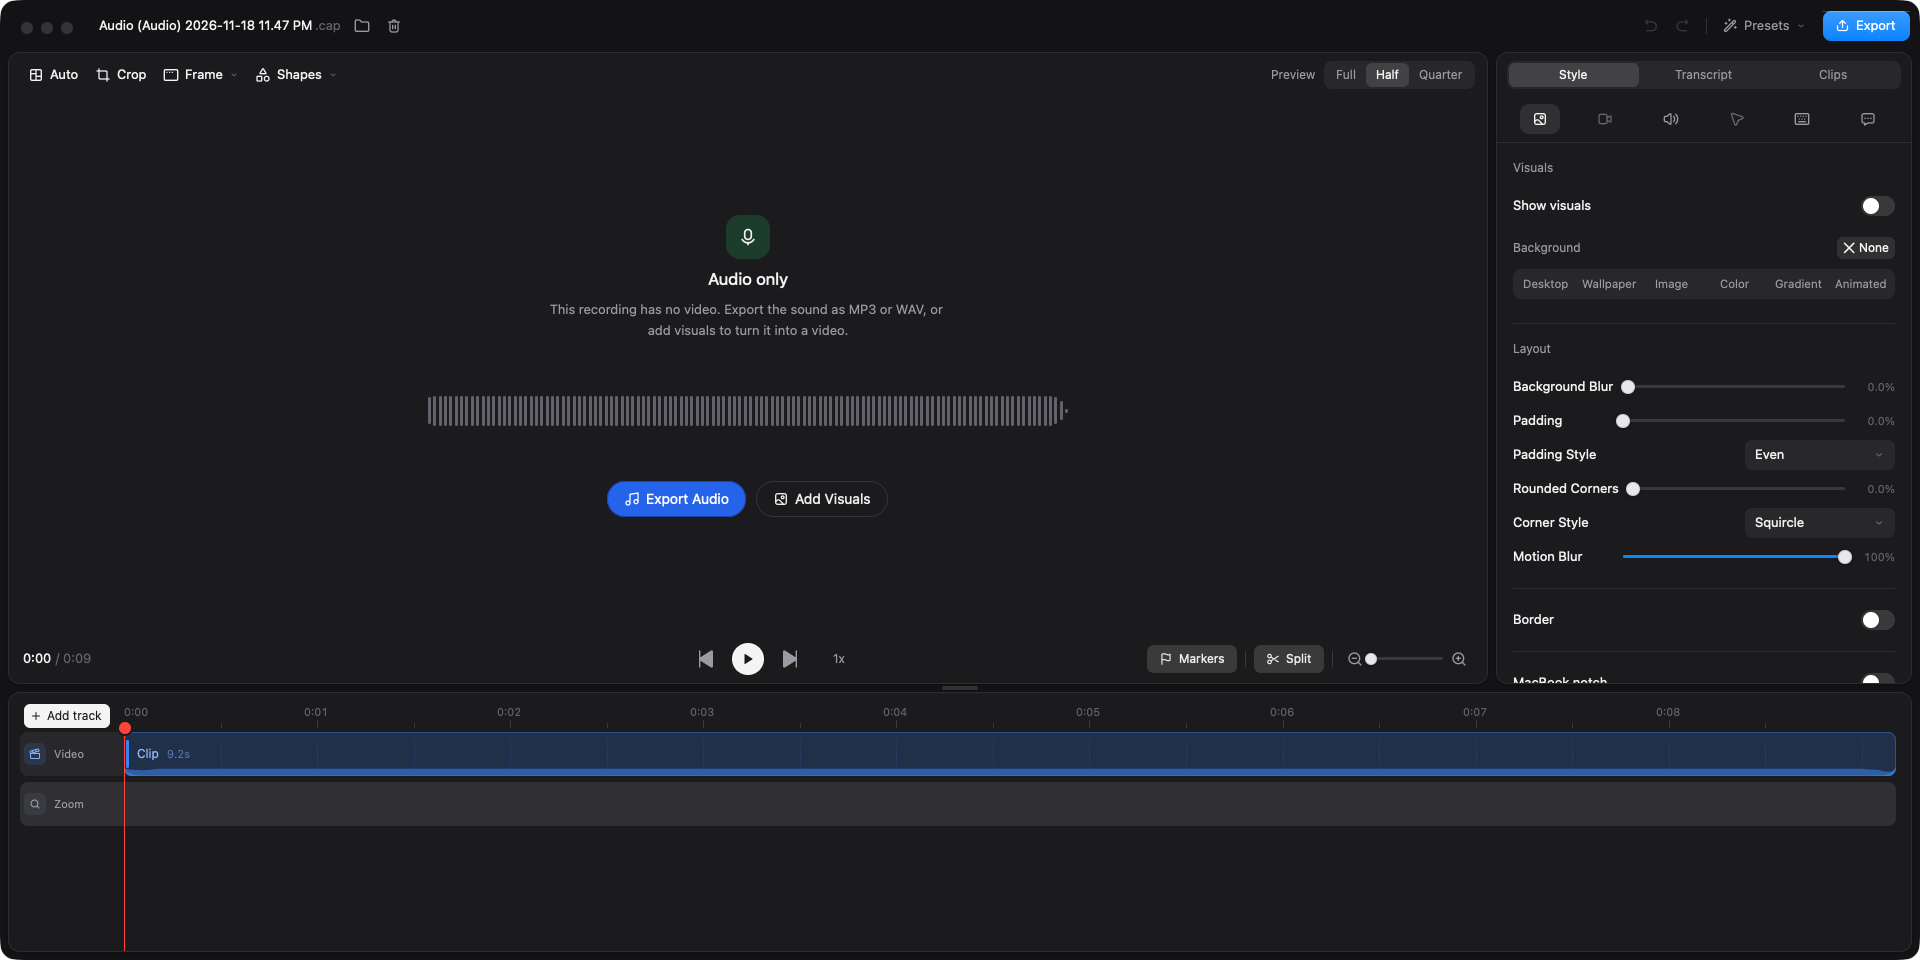 Audio (Audio) 2026-11-18 11.47 PM .cap
Presets
Export
Auto
Crop
Frame
Shapes
Preview
Full
Half
Quarter
Style
Transcript
Clips
Visuals
Show visuals
Background
None
Desktop
Wallpaper
Image
Color
Gradient
Animated
Audio only
This recording has no video. Export the sound as MP3 or WAV, or
add visuals to turn it into a video.
Export Audio
Add Visuals
Layout
Background Blur 0.0%
Padding 0.0%
Padding Style Even
Rounded Corners 0.0%
Corner Style Squircle
Motion Blur 100%
Border
MacBook notch
0:00 / 0:09
1x
Markers
Split
+ Add track
0:00 0:01 0:02 0:03 0:04 0:05 0:06 0:07 0:08
Video
Clip 9.2s
Zoom